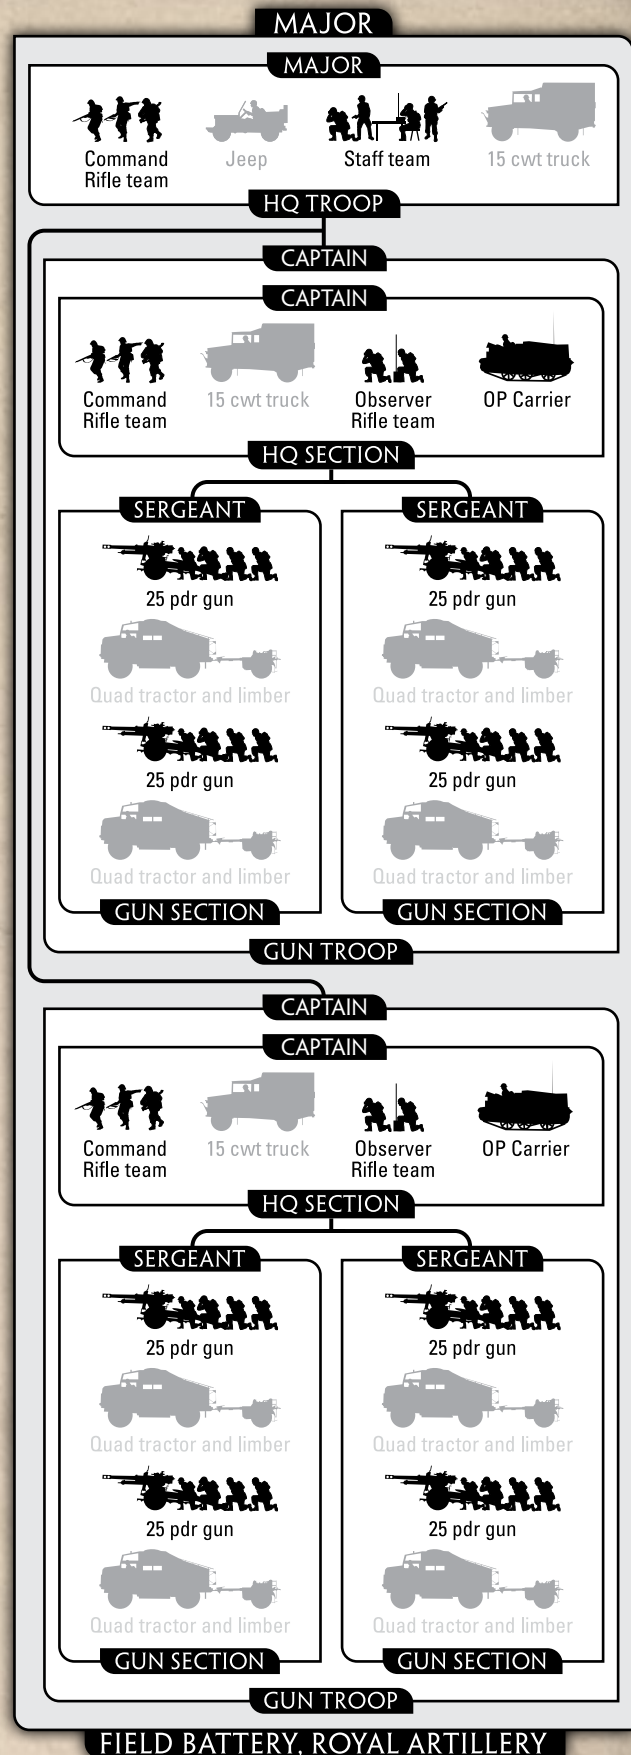 MAJOR
MAJOR
Command
Rifle team
Jeep
Staff team
15 cwt truck
HQ TROOP
CAPTAIN
CAPTAIN
Command
Rifle team
15 cwt truck
Observer
Rifle team
OP Carrier
HQ SECTION
SERGEANT
25 pdr gun
Quad tractor and limber
25 pdr gun
Quad tractor and limber
GUN SECTION
SERGEANT
25 pdr gun
Quad tractor and limber
25 pdr gun
Quad tractor and limber
GUN SECTION
GUN TROOP
CAPTAIN
CAPTAIN
Command
Rifle team
15 cwt truck
Observer
Rifle team
OP Carrier
HQ SECTION
SERGEANT
25 pdr gun
Quad tractor and limber
25 pdr gun
Quad tractor and limber
GUN SECTION
SERGEANT
25 pdr gun
Quad tractor and limber
25 pdr gun
Quad tractor and limber
GUN SECTION
GUN TROOP
FIELD BATTERY, ROYAL ARTILLERY